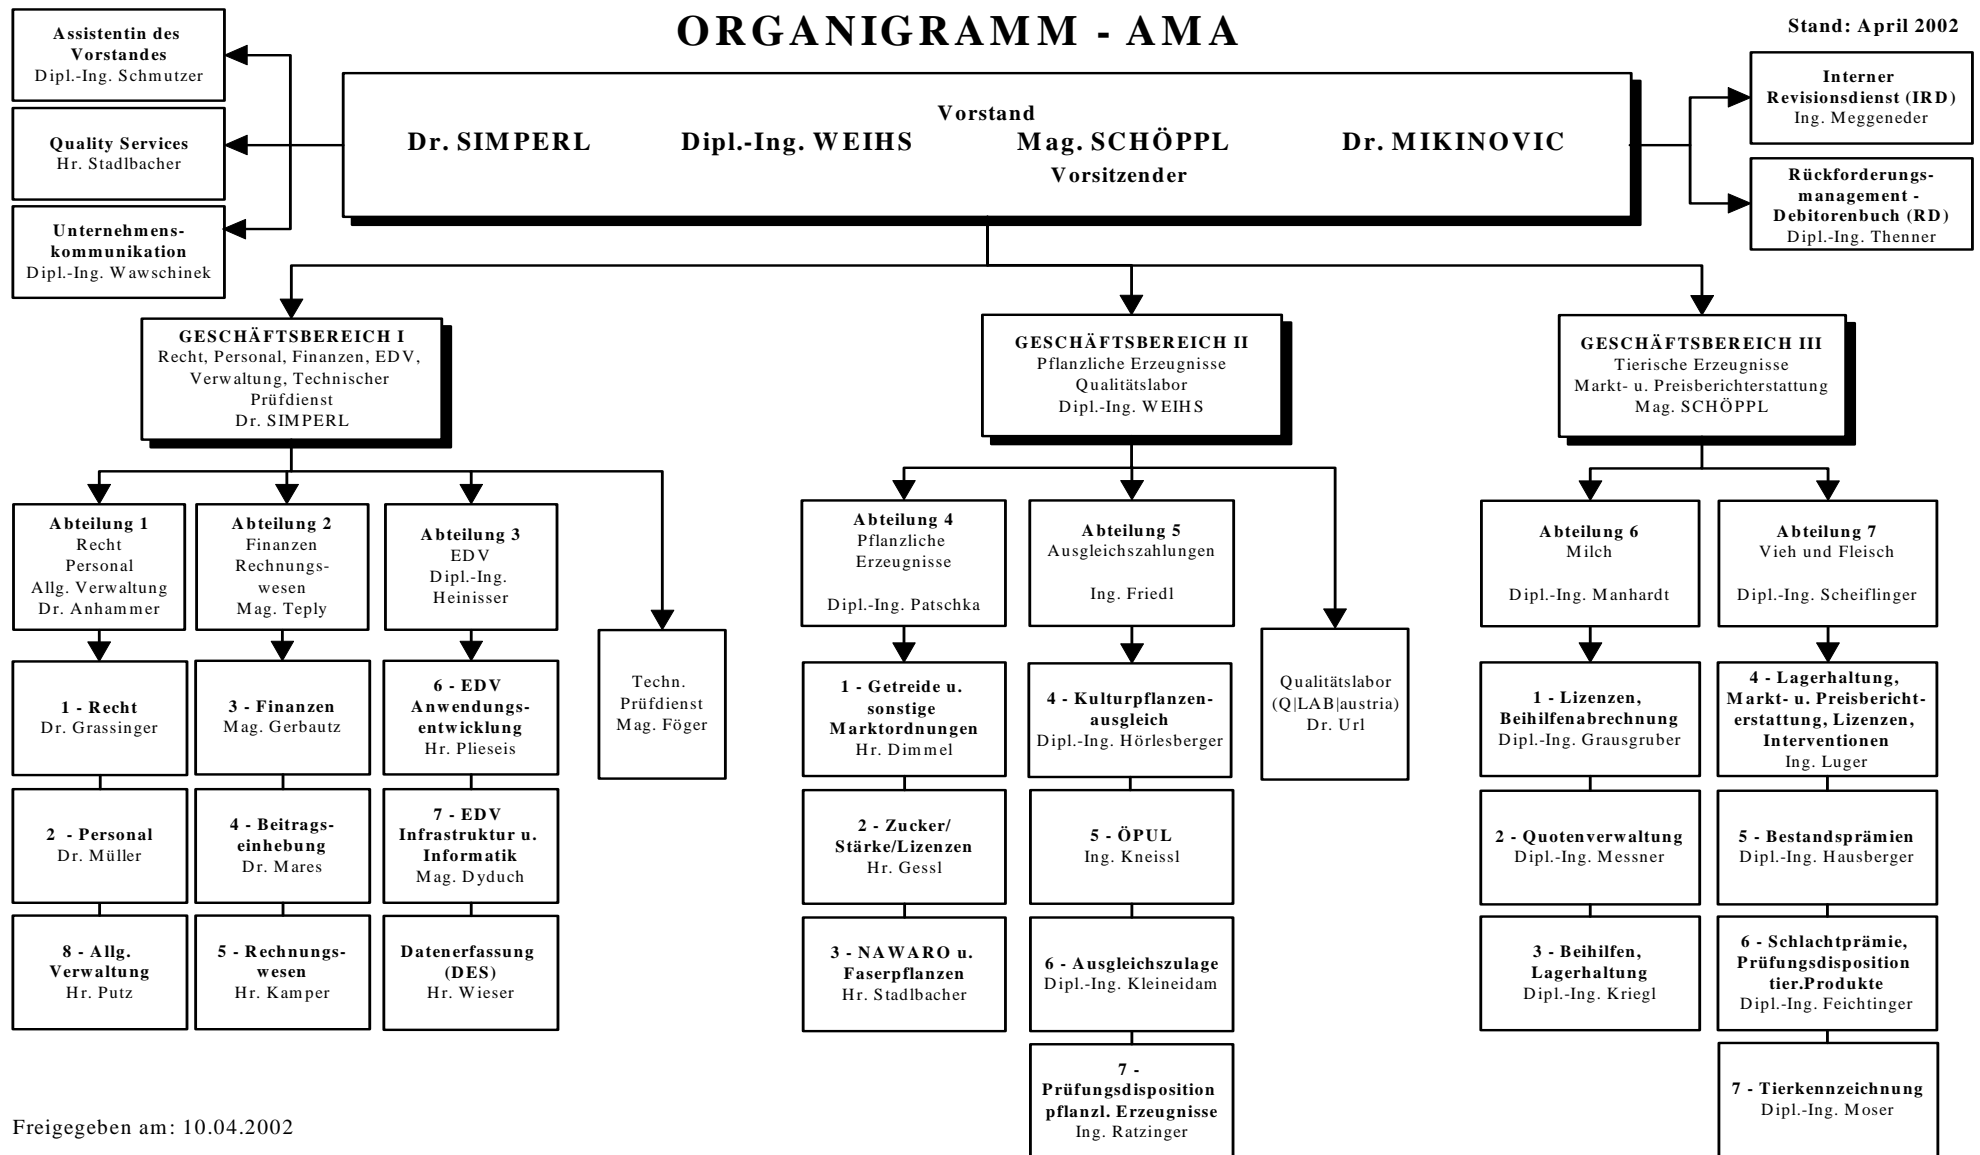 ORGANIGRAMM - AMA
Stand: April 2002
Assistentin des
Vorstandes
Dipl.-Ing. Schmutzer
Quality Services
Hr. Stadlbacher
Unternehmens-
kommunikation
Dipl.-Ing. Wawschinek
Vorstand
Dr. SIMPERL Dipl.-Ing. WEIHS Mag. SCHÖPPL Dr. MIKINOVIC
Vorsitzender
Interner
Revisionsdienst (IRD)
Ing. Meggeneder
Rückforderungs-
management -
Debitorenbuch (RD)
Dipl.-Ing. Thenner
GESCHÄFTSBEREICH I
Recht, Personal, Finanzen, EDV,
Verwaltung, Technischer
Prüfdienst
Dr. SIMPERL
GESCHÄFTSBEREICH II
Pflanzliche Erzeugnisse
Qualitätslabor
Dipl.-Ing. WEIHS
GESCHÄFTSBEREICH III
Tierische Erzeugnisse
Markt- u. Preisberichterstattung
Mag. SCHÖPPL
Abteilung 1
Recht
Personal
Allg. Verwaltung
Dr. Anhammer
Abteilung 2
Finanzen
Rechnungs-
wesen
Mag. Teply
Abteilung 3
EDV
Dipl.-Ing.
Heinisser
Techn.
Prüfdienst
Mag. Föger
Abteilung 4
Pflanzliche
Erzeugnisse
Dipl.-Ing. Patschka
Abteilung 5
Ausgleichszahlungen
Ing. Friedl
Qualitätslabor
(Q|LAB|austria)
Dr. Url
Abteilung 6
Milch
Dipl.-Ing. Manhardt
Abteilung 7
Vieh und Fleisch
Dipl.-Ing. Scheiflinger
1 - Recht
Dr. Grassinger
3 - Finanzen
Mag. Gerbautz
6 - EDV
Anwendungs-
entwicklung
Hr. Plieseis
1 - Getreide u.
sonstige
Marktordnungen
Hr. Dimmel
4 - Kulturpflanzen-
ausgleich
Dipl.-Ing. Hörlesberger
1 - Lizenzen,
Beihilfenabrechnung
Dipl.-Ing. Grausgruber
4 - Lagerhaltung,
Markt- u. Preisbericht-
erstattung, Lizenzen,
Interventionen
Ing. Luger
2 - Personal
Dr. Müller
4 - Beitrags-
einhebung
Dr. Mares
7 - EDV
Infrastruktur u.
Informatik
Mag. Dyduch
2 - Zucker/
Stärke/Lizenzen
Hr. Gessl
5 - ÖPUL
Ing. Kneissl
2 - Quotenverwaltung
Dipl.-Ing. Messner
5 - Bestandsprämien
Dipl.-Ing. Hausberger
8 - Allg.
Verwaltung
Hr. Putz
5 - Rechnungs-
wesen
Hr. Kamper
Datenerfassung
(DES)
Hr. Wieser
3 - NAWARO u.
Faserpflanzen
Hr. Stadlbacher
6 - Ausgleichszulage
Dipl.-Ing. Kleineidam
3 - Beihilfen,
Lagerhaltung
Dipl.-Ing. Kriegl
6 - Schlachtprämie,
Prüfungsdisposition
tier.Produkte
Dipl.-Ing. Feichtinger
7 -
Prüfungsdisposition
pflanzl. Erzeugnisse
Ing. Ratzinger
7 - Tierkennzeichnung
Dipl.-Ing. Moser
Freigegeben am: 10.04.2002